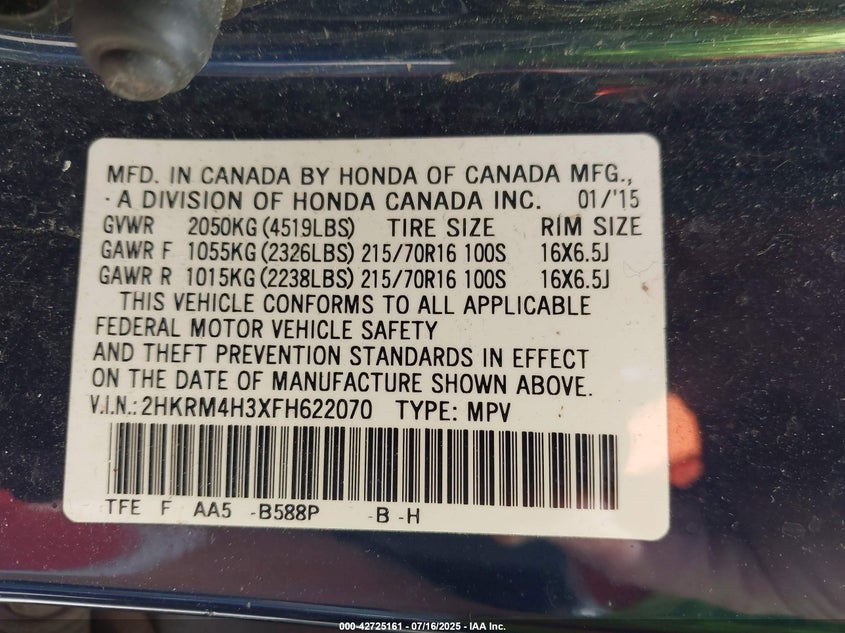 MFD. IN CANADA BY HONDA OF CANADA MFG.,
- A DIVISION OF HONDA CANADA INC. 01/'15
GVWR 2050KG (4519LBS) TIRE SIZE RIM SIZE
GAWR F 1055KG (2326LBS) 215/70R16 100S 16X6.5J
GAWR R 1015KG (2238LBS) 215/70R16 100S 16X6.5J
THIS VEHICLE CONFORMS TO ALL APPLICABLE
FEDERAL MOTOR VEHICLE SAFETY
AND THEFT PREVENTION STANDARDS IN EFFECT
ON THE DATE OF MANUFACTURE SHOWN ABOVE.
V.I.N.: 2HKRM4H3XFH622070 TYPE: MPV
TFE F AA5 -B588P -B -H
000-42725161 - 07/16/2025 - IAA Inc.